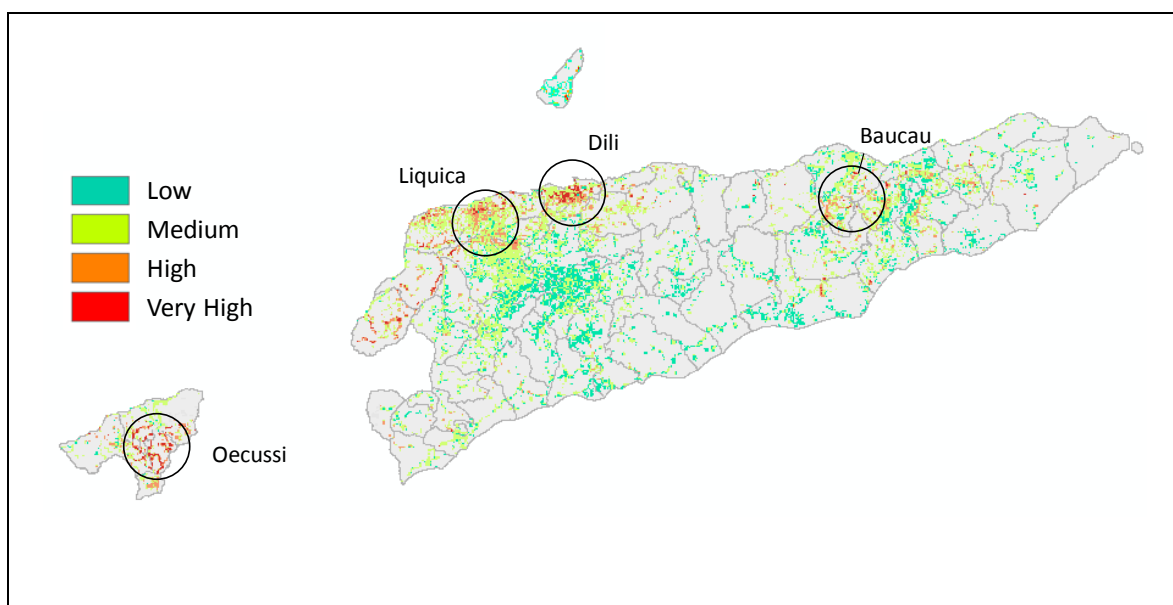 Dili
Baucau
Liquica
Low
Medium
High
Very High
Oecussi